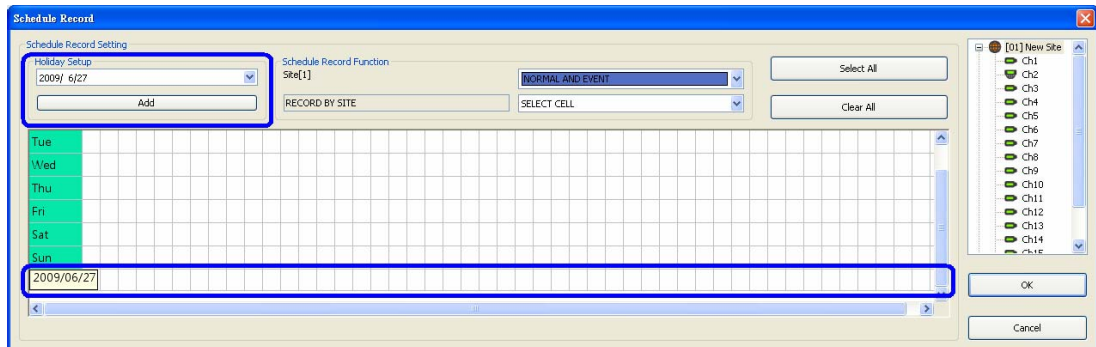 Schedule Record
Schedule Record Setting
Holiday Setup
2009/ 6/27
Add
Schedule Record Function
Site[1]
NORMAL AND EVENT
RECORD BY SITE
SELECT CELL
Select All
Clear All
Tue
Wed
Thu
Fri
Sat
Sun
2009/06/27
[01] New Site
Ch1
Ch2
Ch3
Ch4
Ch5
Ch6
Ch7
Ch8
Ch9
Ch10
Ch11
Ch12
Ch13
Ch14
Ch15
OK
Cancel